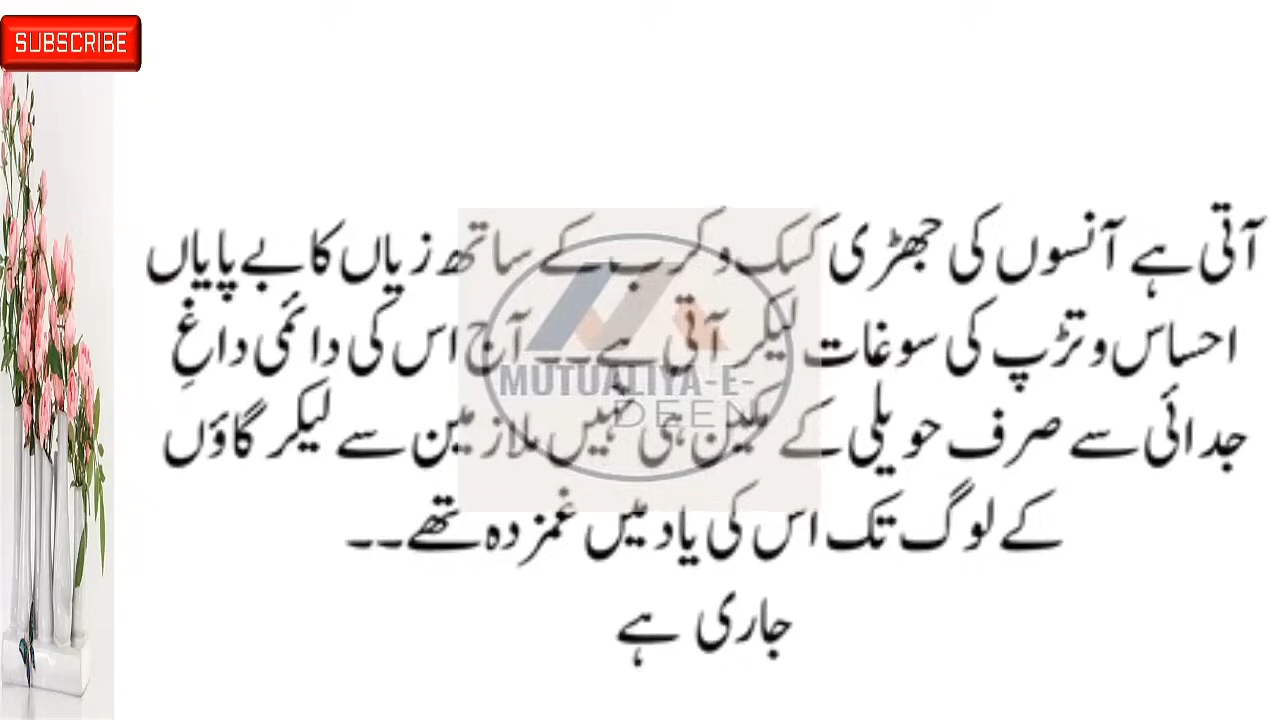 SUBSCRIBE
آتی ہے آنسوں کی جھڑی کسک و کرب کے ساتھ زیاں کا بے پایاں
احساس و تڑپ کی سوغات لیکر آتی ہے۔۔۔ آج اس کی دائمی داغِ
جدائی سے صرف حویلی کے مکین ہی نہیں ملازمین سے لیکر گاؤں
کے لوگ تک اس کی یاد میں غمزدہ تھے۔۔
جاری ہے
MUTUALIYA-E-
DEEN